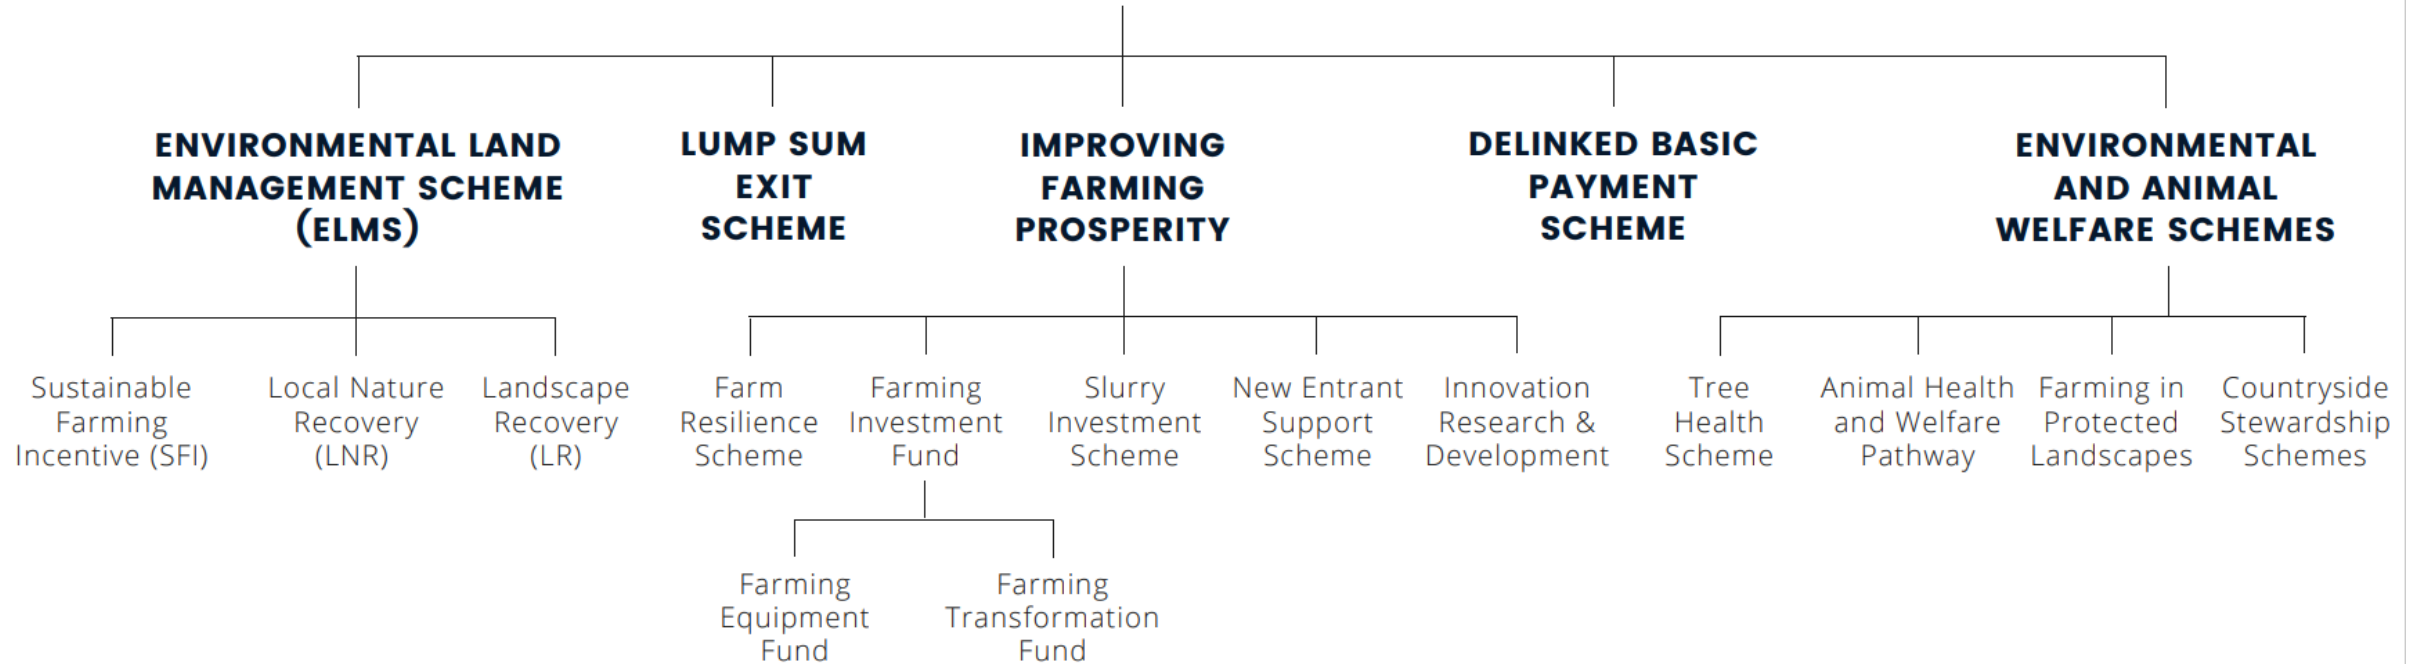 ENVIRONMENTAL LAND
MANAGEMENT SCHEME
(ELMS)
LUMP SUM
EXIT
SCHEME
IMPROVING
FARMING
PROSPERITY
DELINKED BASIC
PAYMENT
SCHEME
ENVIRONMENTAL
AND ANIMAL
WELFARE SCHEMES
Sustainable
Farming
Incentive (SFI)
Local Nature
Recovery
(LNR)
Landscape
Recovery
(LR)
Farm
Resilience
Scheme
Farming
Investment
Fund
Slurry
Investment
Scheme
New Entrant
Support
Scheme
Innovation
Research &
Development
Tree
Health
Scheme
Animal Health
and Welfare
Pathway
Farming in
Protected
Landscapes
Countryside
Stewardship
Schemes
Farming
Equipment
Fund
Farming
Transformation
Fund